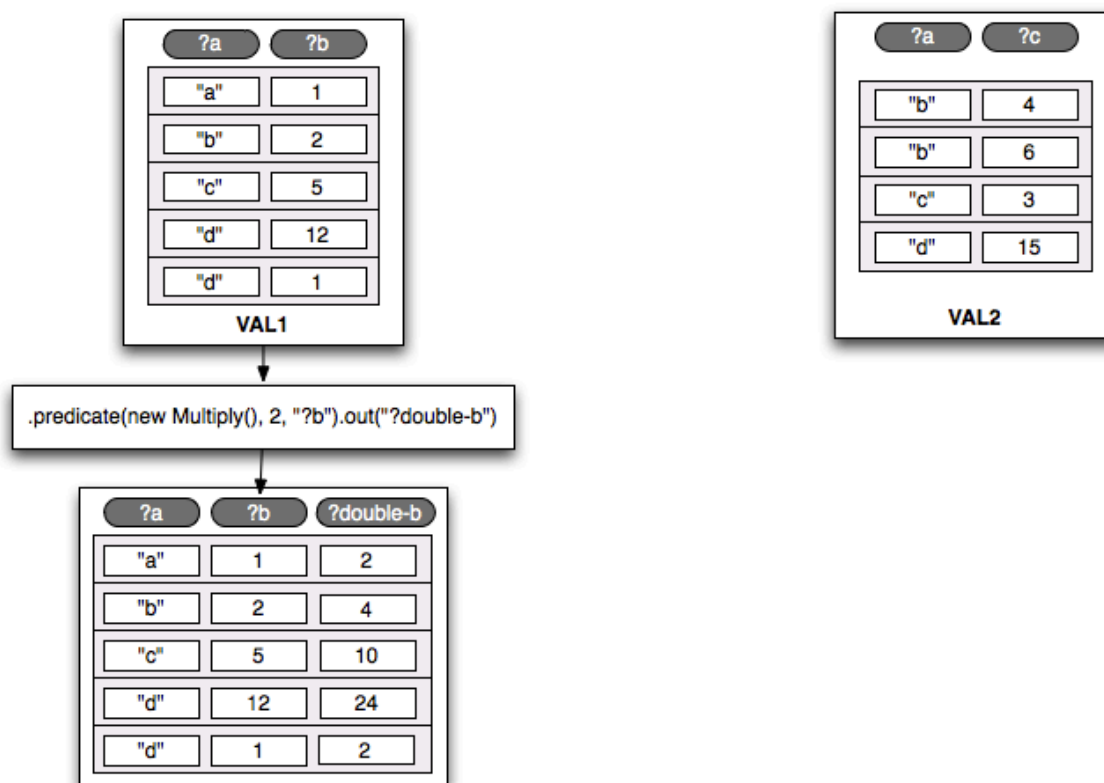 ?a ?b
"a" 1
"b" 2
"c" 5
"d" 12
"d" 1
VAL1
?a ?c
"b" 4
"b" 6
"c" 3
"d" 15
VAL2
.predicate(new Multiply(), 2, "?b").out("?double-b")
?a ?b ?double-b
"a" 1 2
"b" 2 4
"c" 5 10
"d" 12 24
"d" 1 2